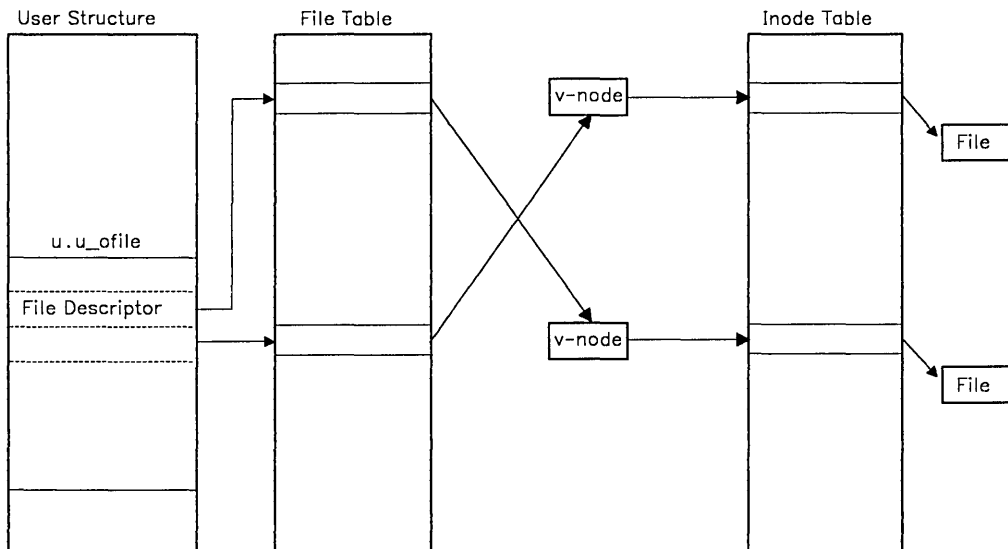 User Structure
File Table
Inode Table
v-node
File
u.u_ofile
File Descriptor
v-node
File